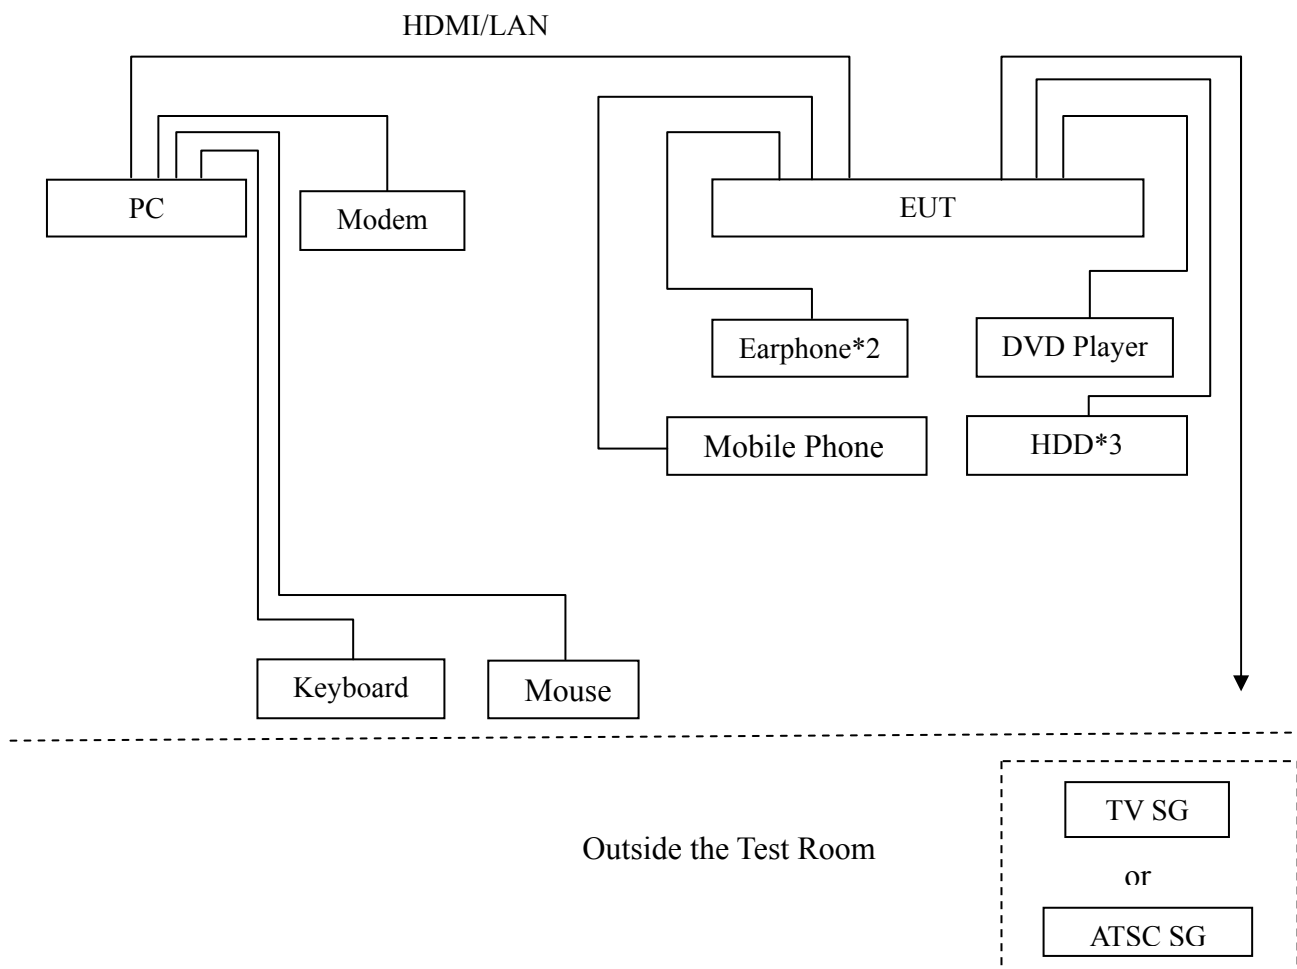 HDMI/LAN
PC
Modem
EUT
Earphone*2
DVD Player
Mobile Phone
HDD*3
Keyboard
Mouse
Outside the Test Room
TV SG
or
ATSC SG